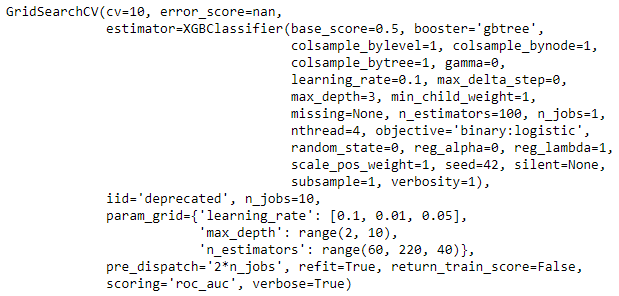 GridSearchCV(cv=10, error_score=nan,
             estimator=XGBClassifier(base_score=0.5, booster='gbtree',
                                     colsample_bylevel=1, colsample_bynode=1,
                                     colsample_bytree=1, gamma=0,
                                     learning_rate=0.1, max_delta_step=0,
                                     max_depth=3, min_child_weight=1,
                                     missing=None, n_estimators=100, n_jobs=1,
                                     nthread=4, objective='binary:logistic',
                                     random_state=0, reg_alpha=0, reg_lambda=1,
                                     scale_pos_weight=1, seed=42, silent=None,
                                     subsample=1, verbosity=1),
             iid='deprecated', n_jobs=10,
             param_grid={'learning_rate': [0.1, 0.01, 0.05],
                         'max_depth': range(2, 10),
                         'n_estimators': range(60, 220, 40)},
             pre_dispatch='2*n_jobs', refit=True, return_train_score=False,
             scoring='roc_auc', verbose=True)